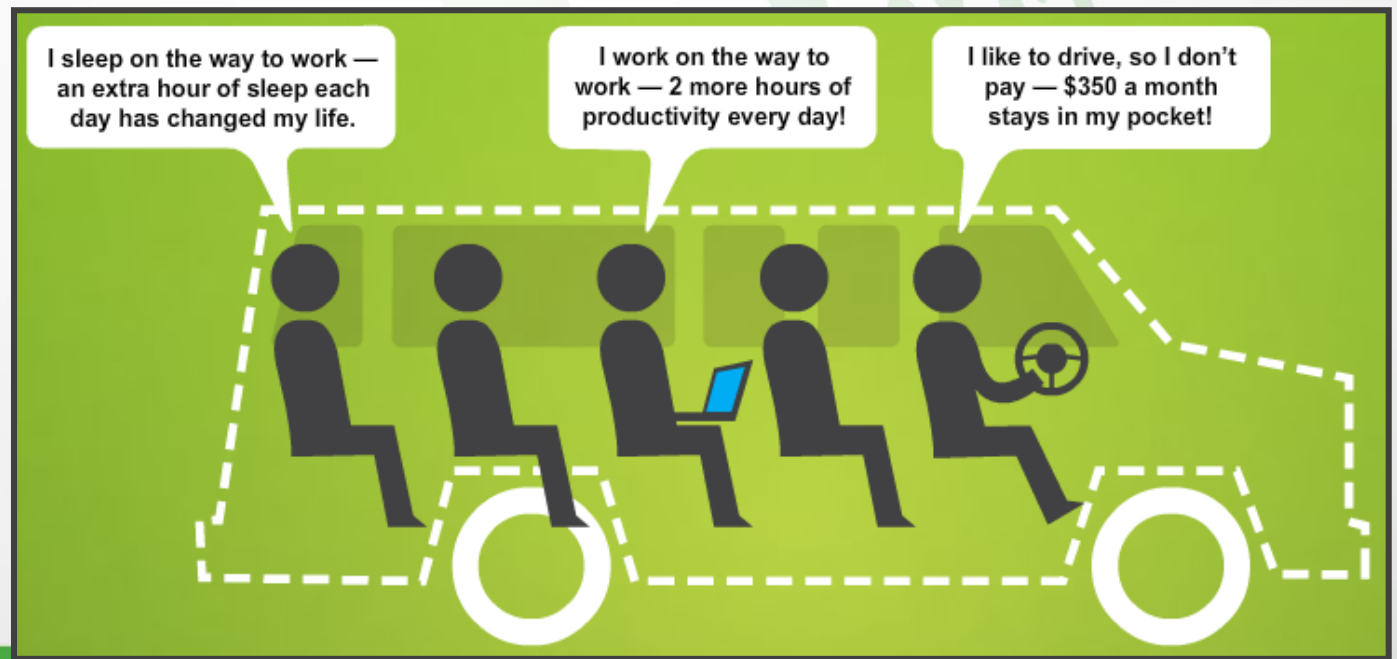 I sleep on the way to work —
an extra hour of sleep each
day has changed my life.
I work on the way to
work — 2 more hours of
productivity every day!
I like to drive, so I don’t
pay — $350 a month
stays in my pocket!